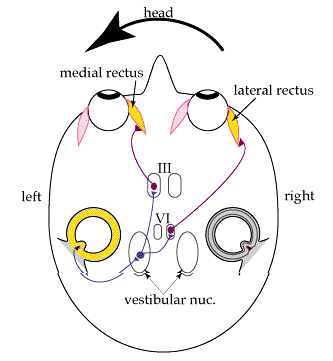 head
medial rectus
lateral rectus
III
left
right
VI
vestibular nuc.